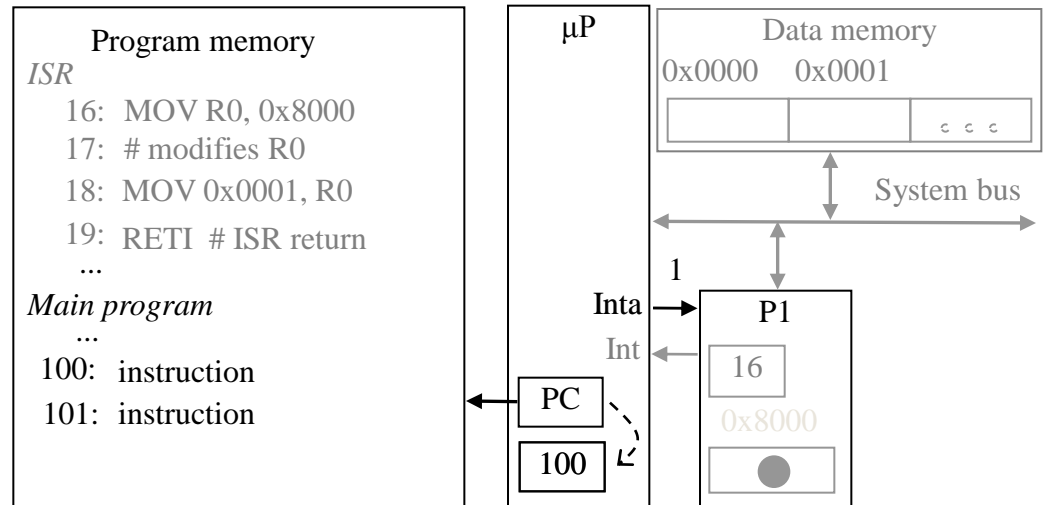 Program memory
ISR
16: MOV R0, 0x8000
17: # modifies R0
18: MOV 0x0001, R0
19: RETI # ISR return
...
Main program
...
100: instruction
101: instruction
μP
Inta
Int
PC
100
Data memory
0x0000 0x0001
System bus
1
P1
16
0x8000